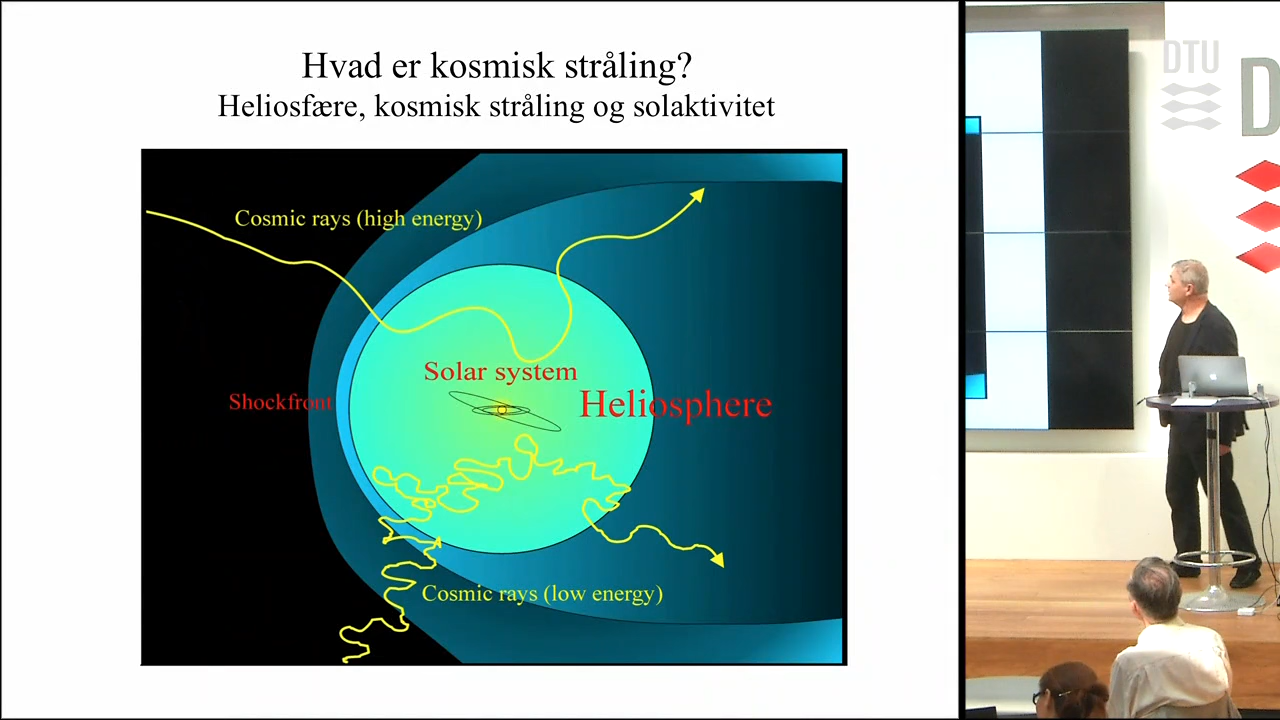 Hvad er kosmisk stråling?
Heliosfære, kosmisk stråling og solaktivitet
Cosmic rays (high energy)
Solar system
Shockfront
Heliosphere
Cosmic rays (low energy)
DTU
D